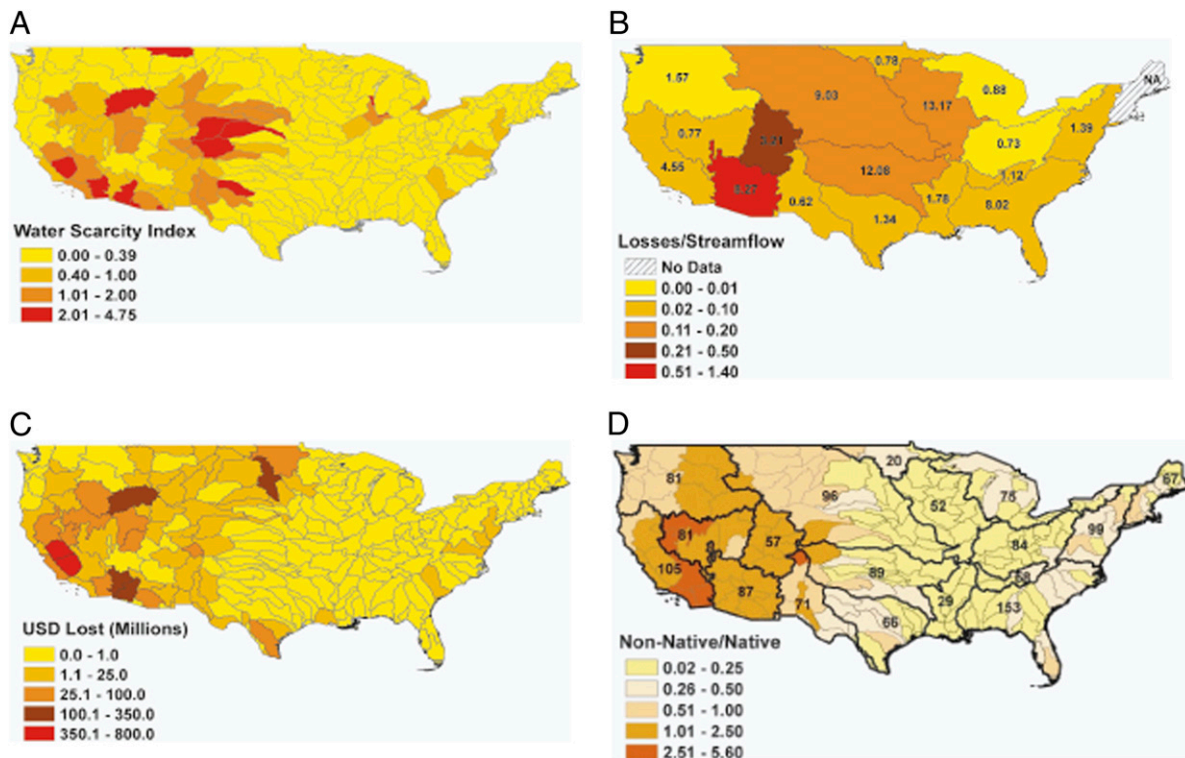 A
Water Scarcity Index
0.00 - 0.39
0.40 - 1.00
1.01 - 2.00
2.01 - 4.75
B
1.57
9.03
0.78
0.88
NA
13.17
0.77
1.39
0.73
4.55
12.08
1.12
0.62
1.78
8.02
1.34
Losses/Streamflow
No Data
0.00 - 0.01
0.02 - 0.10
0.11 - 0.20
0.21 - 0.50
0.51 - 1.40
C
USD Lost (Millions)
0.0 - 1.0
1.1 - 25.0
25.1 - 100.0
100.1 - 350.0
350.1 - 800.0
D
20
81
67
96
75
52
99
81
57
84
105
89
87
71
29
153
66
Non-Native/Native
0.02 - 0.25
0.26 - 0.50
0.51 - 1.00
1.01 - 2.50
2.51 - 5.60